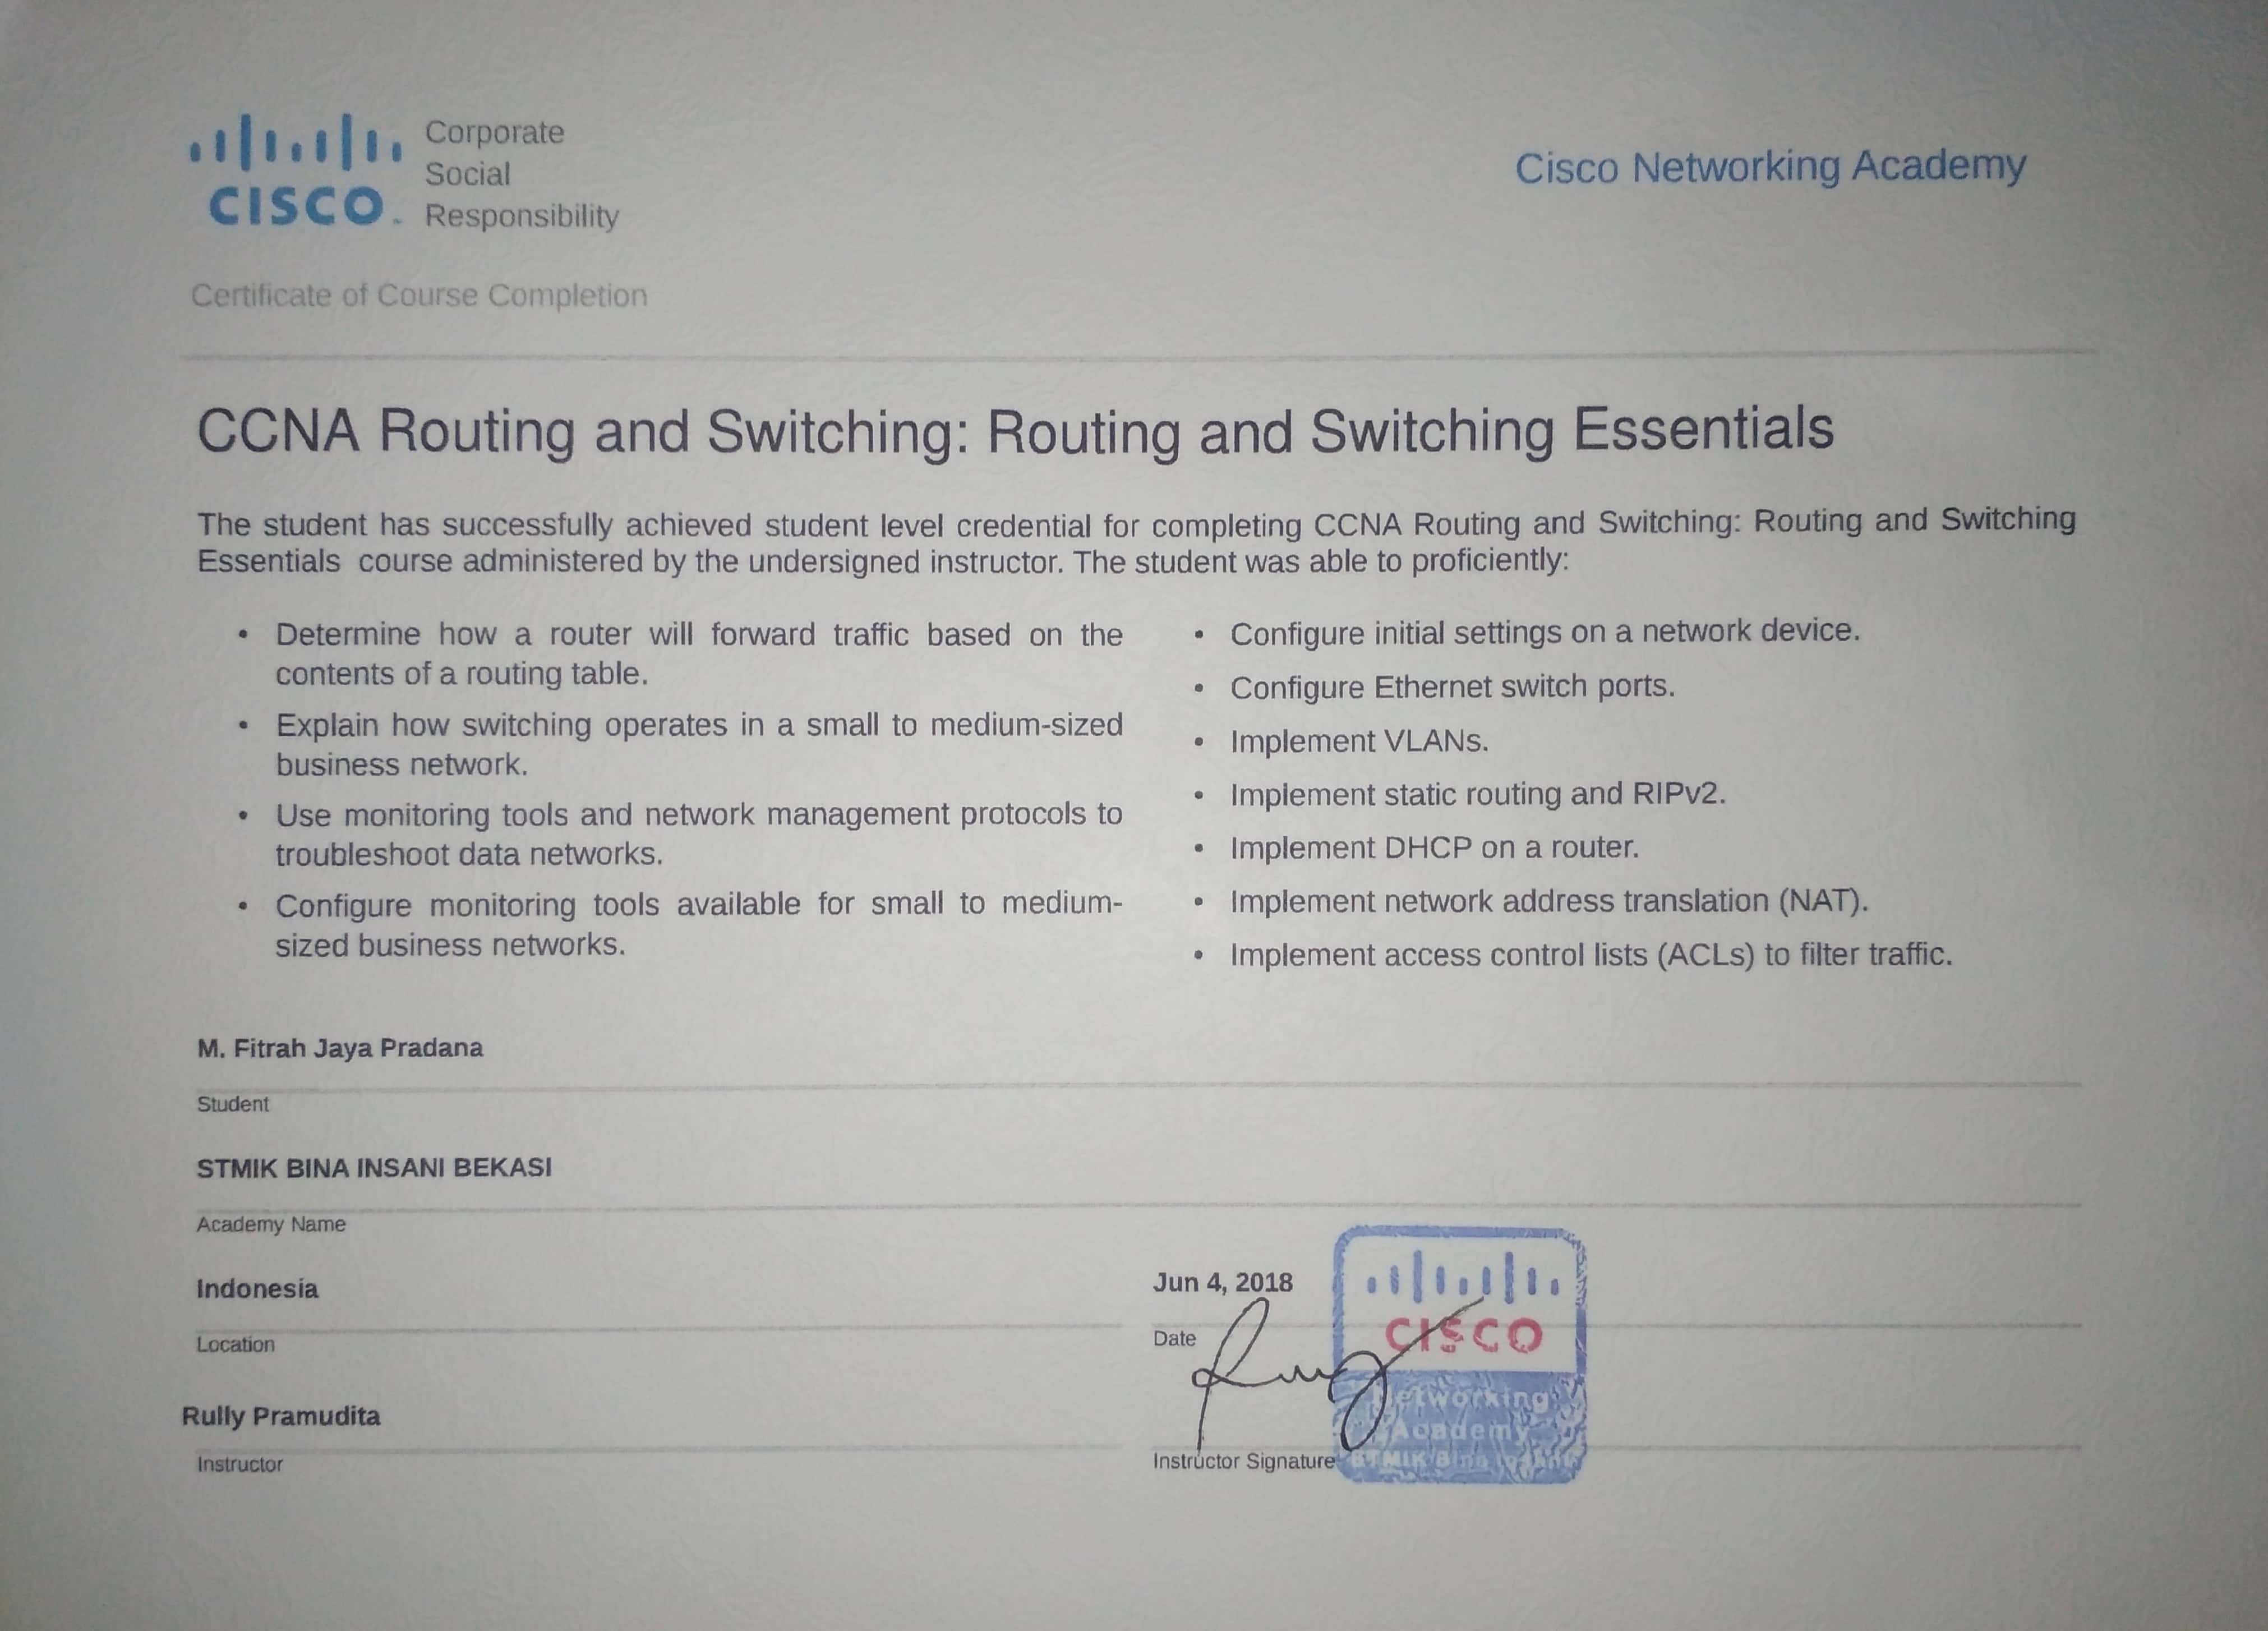 CISCO
Corporate
Social
Responsibility
Cisco Networking Academy
Certificate of Course Completion
CCNA Routing and Switching: Routing and Switching Essentials
The student has successfully achieved student level credential for completing CCNA Routing and Switching: Routing and Switching
Essentials course administered by the undersigned instructor. The student was able to proficiently:
• Determine how a router will forward traffic based on the
contents of a routing table.
• Explain how switching operates in a small to medium-sized
business network.
• Use monitoring tools and network management protocols to
troubleshoot data networks.
• Configure monitoring tools available for small to medium-
sized business networks.
• Configure initial settings on a network device.
• Configure Ethernet switch ports.
• Implement VLANs.
• Implement static routing and RIPv2.
• Implement DHCP on a router.
• Implement network address translation (NAT).
• Implement access control lists (ACLs) to filter traffic.
M. Fitrah Jaya Pradana
Student
STMIK BINA INSANI BEKASI
Academy Name
Indonesia
Location
Jun 4, 2018
Date
Rully Pramudita
Instructor
Instructor Signature
CISCO
Networking
Academy
STMIK Bina Insani